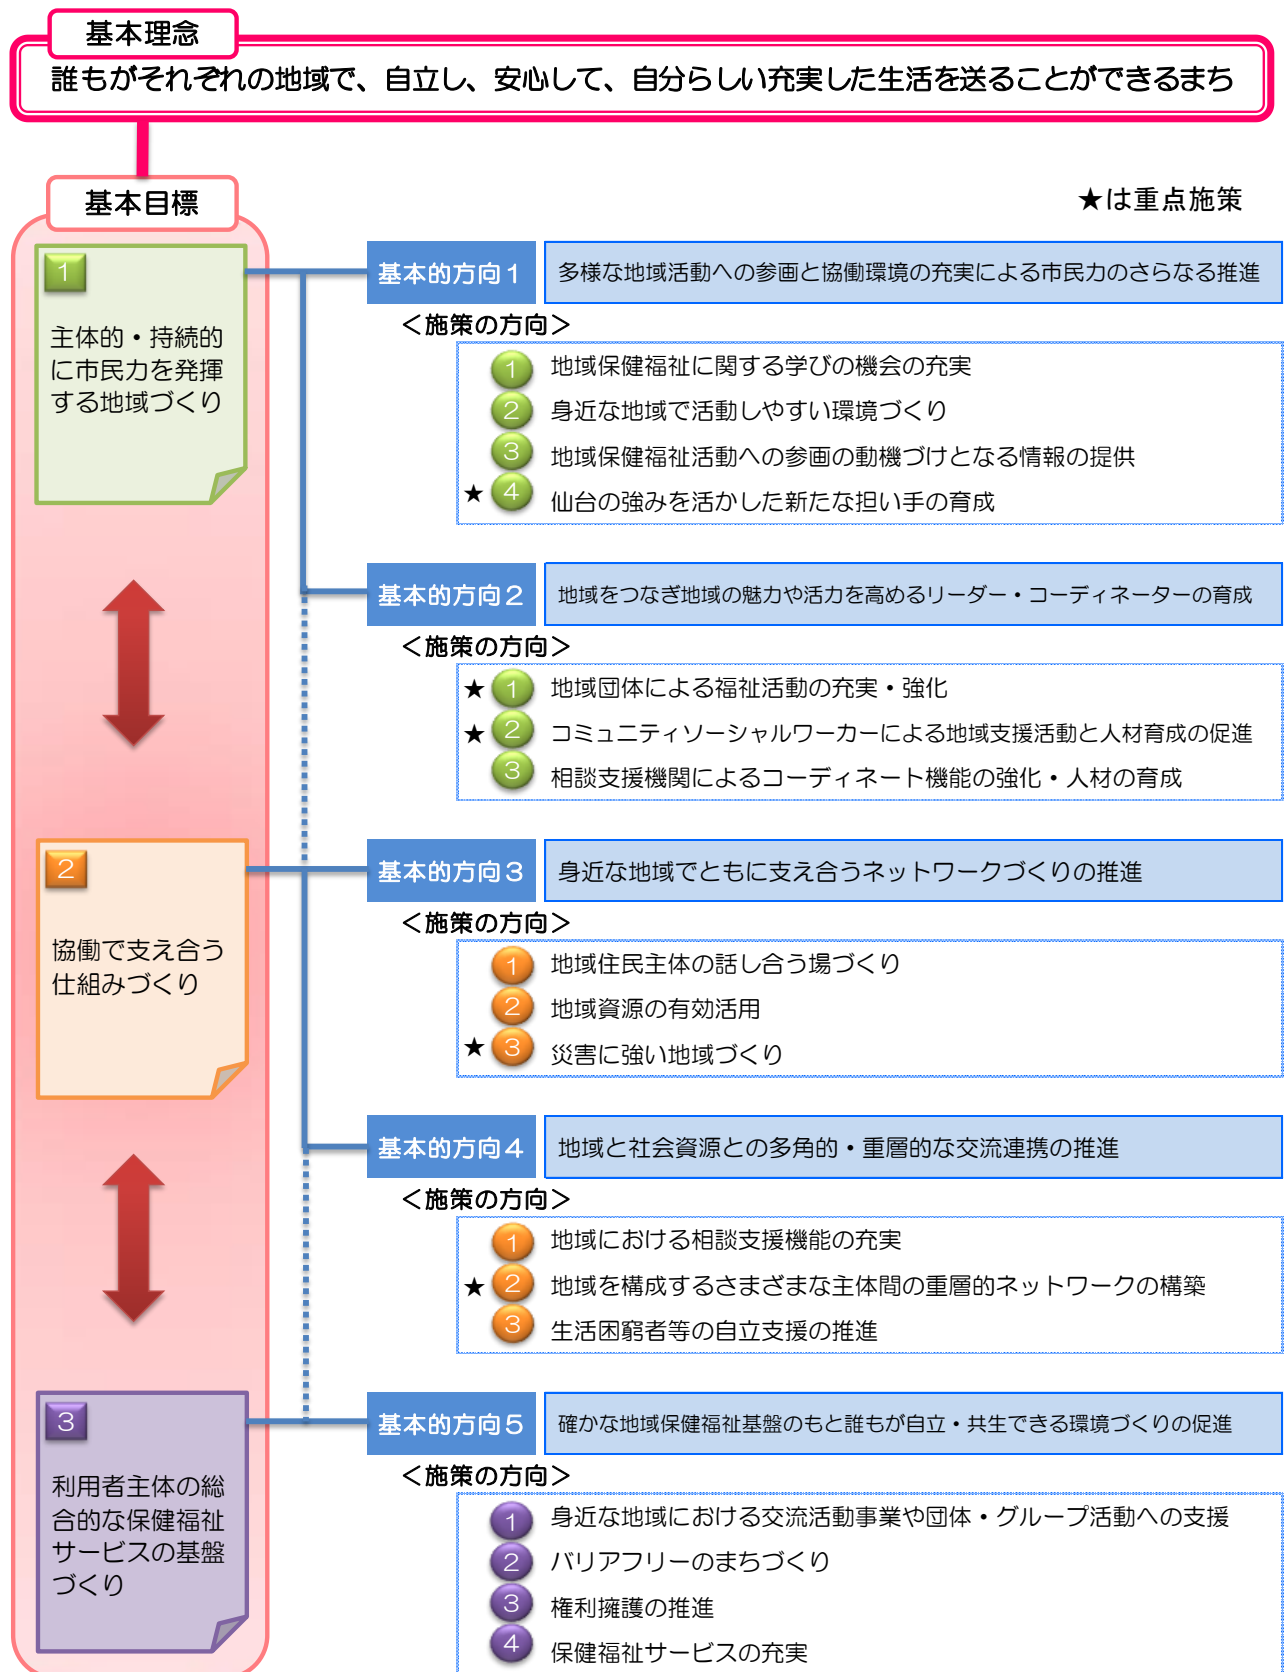 基本理念
誰もがそれぞれの地域で、自立し、安心して、自分らしい充実した生活を送ることができるまち
基本目標
★は重点施策
1
主体的・持続的
に市民力を発揮
する地域づくり
基本的方向1
多様な地域活動への参画と協働環境の充実による市民力のさらなる推進
＜施策の方向＞
1 地域保健福祉に関する学びの機会の充実
2 身近な地域で活動しやすい環境づくり
3 地域保健福祉活動への参画の動機づけとなる情報の提供
★ 4 仙台の強みを活かした新たな担い手の育成
基本的方向2
地域をつなぎ地域の魅力や活力を高めるリーダー・コーディネーターの育成
＜施策の方向＞
★ 1 地域団体による福祉活動の充実・強化
★ 2 コミュニティソーシャルワーカーによる地域支援活動と人材育成の促進
3 相談支援機関によるコーディネート機能の強化・人材の育成
2
協働で支え合う
仕組みづくり
基本的方向3
身近な地域でともに支え合うネットワークづくりの推進
＜施策の方向＞
1 地域住民主体の話し合う場づくり
2 地域資源の有効活用
★ 3 災害に強い地域づくり
基本的方向4
地域と社会資源との多角的・重層的な交流連携の推進
＜施策の方向＞
1 地域における相談支援機能の充実
★ 2 地域を構成するさまざまな主体間の重層的ネットワークの構築
3 生活困窮者等の自立支援の推進
3
利用者主体の総
合的な保健福祉
サービスの基盤
づくり
基本的方向5
確かな地域保健福祉基盤のもと誰もが自立・共生できる環境づくりの促進
＜施策の方向＞
1 身近な地域における交流活動事業や団体・グループ活動への支援
2 バリアフリーのまちづくり
3 権利擁護の推進
4 保健福祉サービスの充実